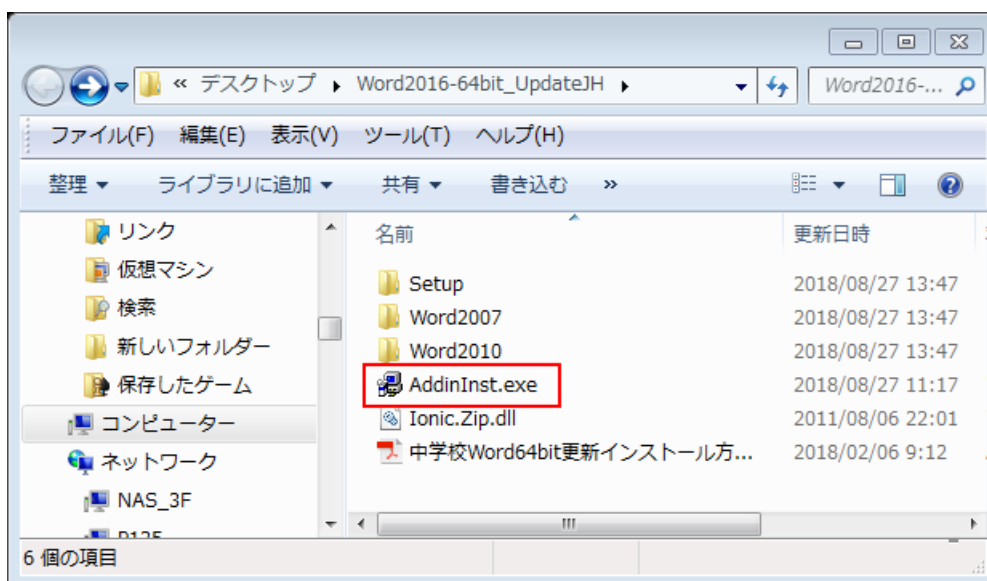 « デスクトップ ▸ Word2016-64bit_UpdateJH ▸ Word2016-...
ファイル(F) 編集(E) 表示(V) ツール(T) ヘルプ(H)
整理 ▼ ライブラリに追加 ▼ 共有 ▼ 書き込む »
リンク
仮想マシン
検索
新しいフォルダー
保存したゲーム
コンピューター
ネットワーク
NAS_3F
名前 更新日時
Setup 2018/08/27 13:47
Word2007 2018/08/27 13:47
Word2010 2018/08/27 13:47
AddinInst.exe 2018/08/27 11:17
Ionic.Zip.dll 2011/08/06 22:01
中学校Word64bit更新インストール方... 2018/02/06 9:12
6 個の項目